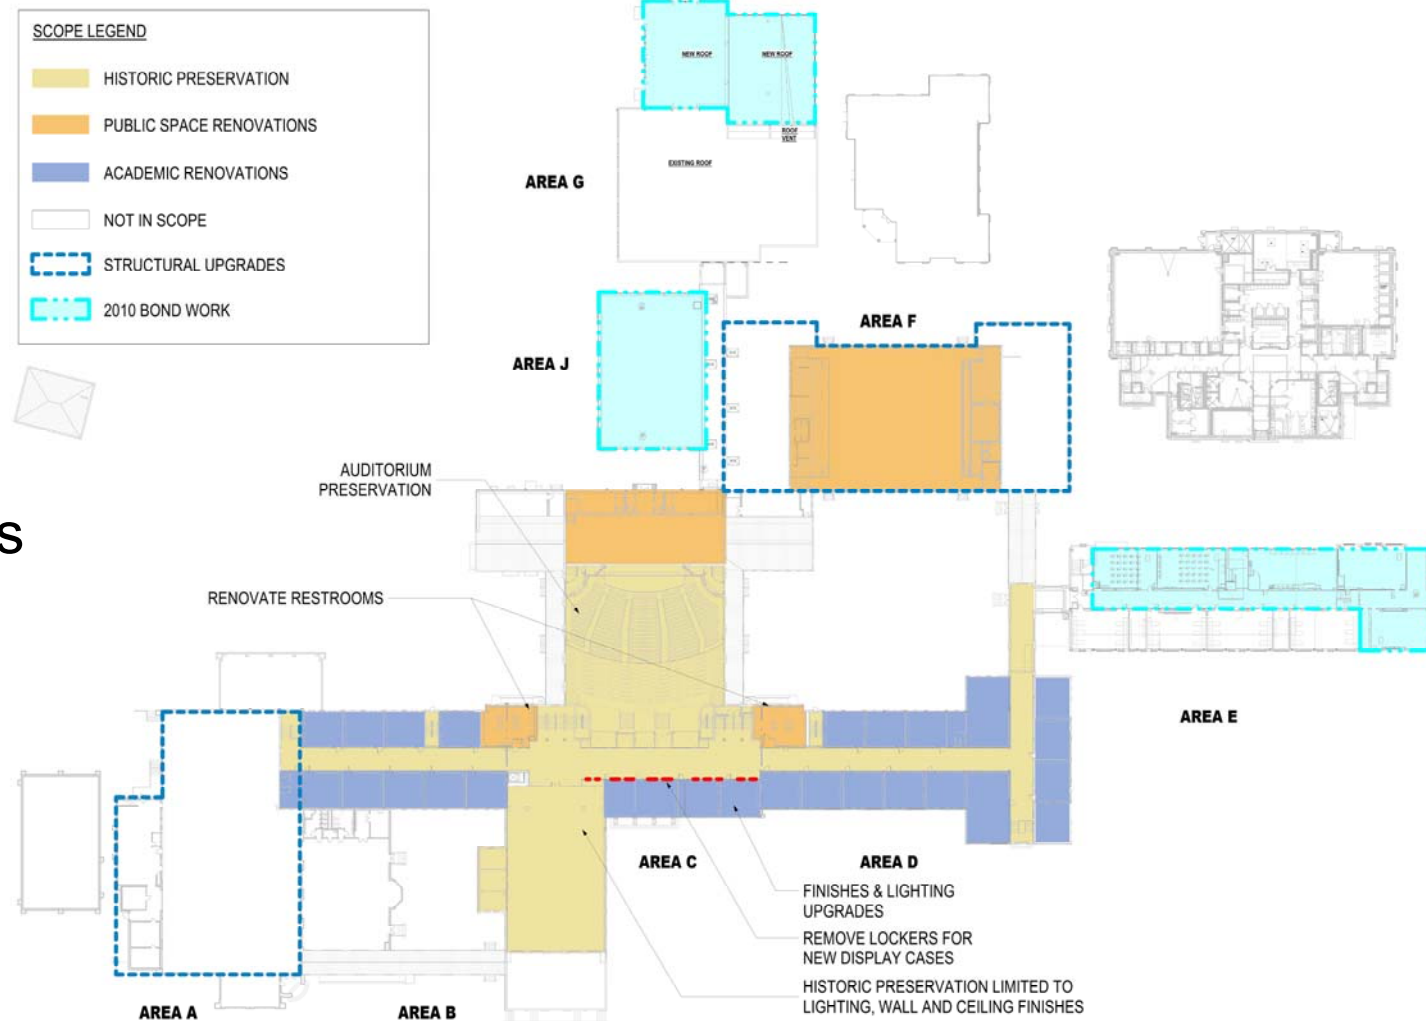 SCOPE LEGEND
HISTORIC PRESERVATION
PUBLIC SPACE RENOVATIONS
ACADEMIC RENOVATIONS
NOT IN SCOPE
STRUCTURAL UPGRADES
2010 BOND WORK
NEW ROOF
NEW ROOF
ROOF
VENT
EXISTING ROOF
AREA G
AREA F
AREA J
AUDITORIUM
PRESERVATION
s
RENOVATE RESTROOMS
AREA E
AREA C
AREA D
FINISHES & LIGHTING
UPGRADES
REMOVE LOCKERS FOR
NEW DISPLAY CASES
HISTORIC PRESERVATION LIMITED TO
LIGHTING, WALL AND CEILING FINISHES
AREA A
AREA B